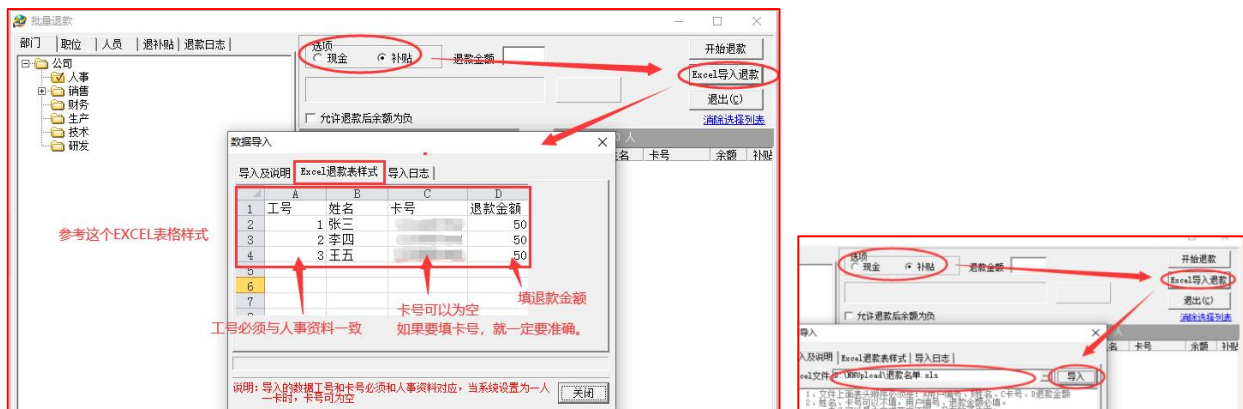 批量退款
部门 职位 人员 退补贴 退款日志
公司
人事
销售
财务
生产
技术
研发
选项
现金 补贴 退款金额
允许退款后余额为负
开始退款
Excel导入退款
退出(C)
消除选择列表
人
卡号 余额 补贴
数据导入
导入及说明 Excel退款表样式 导入日志
A B C D
1 工号 姓名 卡号 退款金额
2 1 张三 50
3 2 李四 50
4 3 王五 50
5
6
7
参考这个EXCEL表格样式
工号必须与人事资料一致
卡号可以为空
如果要填卡号，就一定要准确。
填退款金额
说明：导入的数据工号和卡号必须和人事资料对应，当系统设置为一人
一卡时，卡号可为空
关闭
选项
现金 补贴 退款金额
允许退款后余额为负
开始退款
Excel导入退款
退出(C)
消除选择列表
导入
入及说明 Excel退款表样式 导入日志
名 卡号 余额 补贴
退款名单.xls
导入